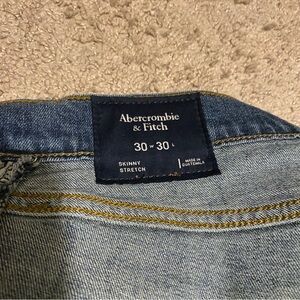 Abercrombie
& Fitch
30 W 30 L
SKINNY
STRETCH
MADE IN
GUATEMALA